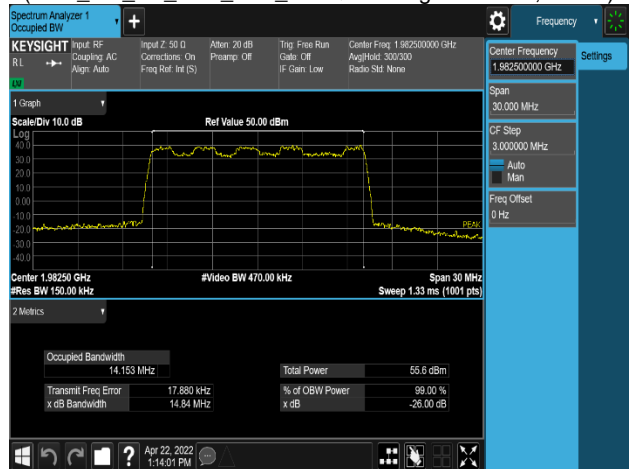 Spectrum Analyzer 1
Occupied BW
+
Frequency
KEYSIGHT
R L
LXI
Input: RF
Coupling: AC
Align: Auto
Input Z: 50 Ω
Corrections: On
Freq Ref: Int (S)
Atten: 20 dB
Preamp: Off
Trig: Free Run
Gate: Off
IF Gain: Low
Center Freq: 1.982500000 GHz
Avg|Hold: 300/300
Radio Std: None
Center Frequency
1.982500000 GHz
Settings
Span
30.000 MHz
CF Step
3.000000 MHz
Auto
Man
Freq Offset
0 Hz
1 Graph
Scale/Div 10.0 dB
Ref Value 50.00 dBm
Log
40.0
30.0
20.0
10.0
0.00
-10.0
-20.0
-30.0
-40.0
PEAK
Center 1.98250 GHz
#Video BW 470.00 kHz
Span 30 MHz
#Res BW 150.00 kHz
Sweep 1.33 ms (1001 pts)
2 Metrics
Occupied Bandwidth
14.153 MHz
Total Power 55.6 dBm
Transmit Freq Error 17.880 kHz
% of OBW Power 99.00 %
x dB Bandwidth 14.84 MHz
x dB -26.00 dB
?
Apr 22, 2022
1:14:01 PM